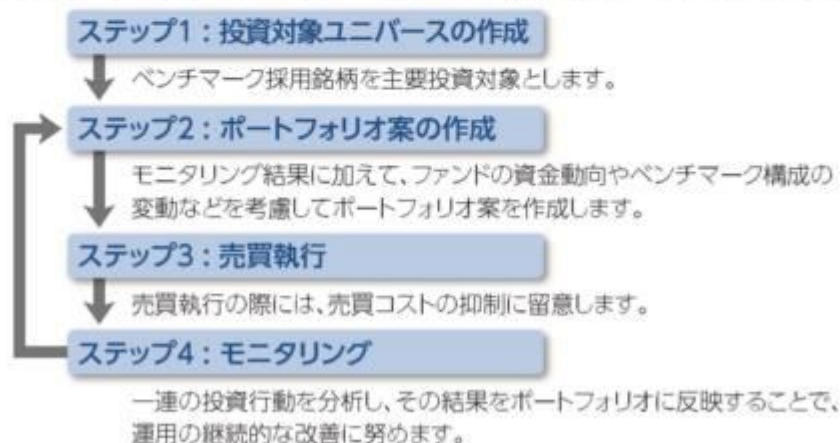 ステップ1：投資対象ユニバースの作成
ベンチマーク採用銘柄を主要投資対象とします。
ステップ2：ポートフォリオ案の作成
モニタリング結果に加えて、ファンドの資金動向やベンチマーク構成の
変動などを考慮してポートフォリオ案を作成します。
ステップ3：売買執行
売買執行の際には、売買コストの抑制に留意します。
ステップ4：モニタリング
一連の投資行動を分析し、その結果をポートフォリオに反映することで、
運用の継続的な改善に努めます。